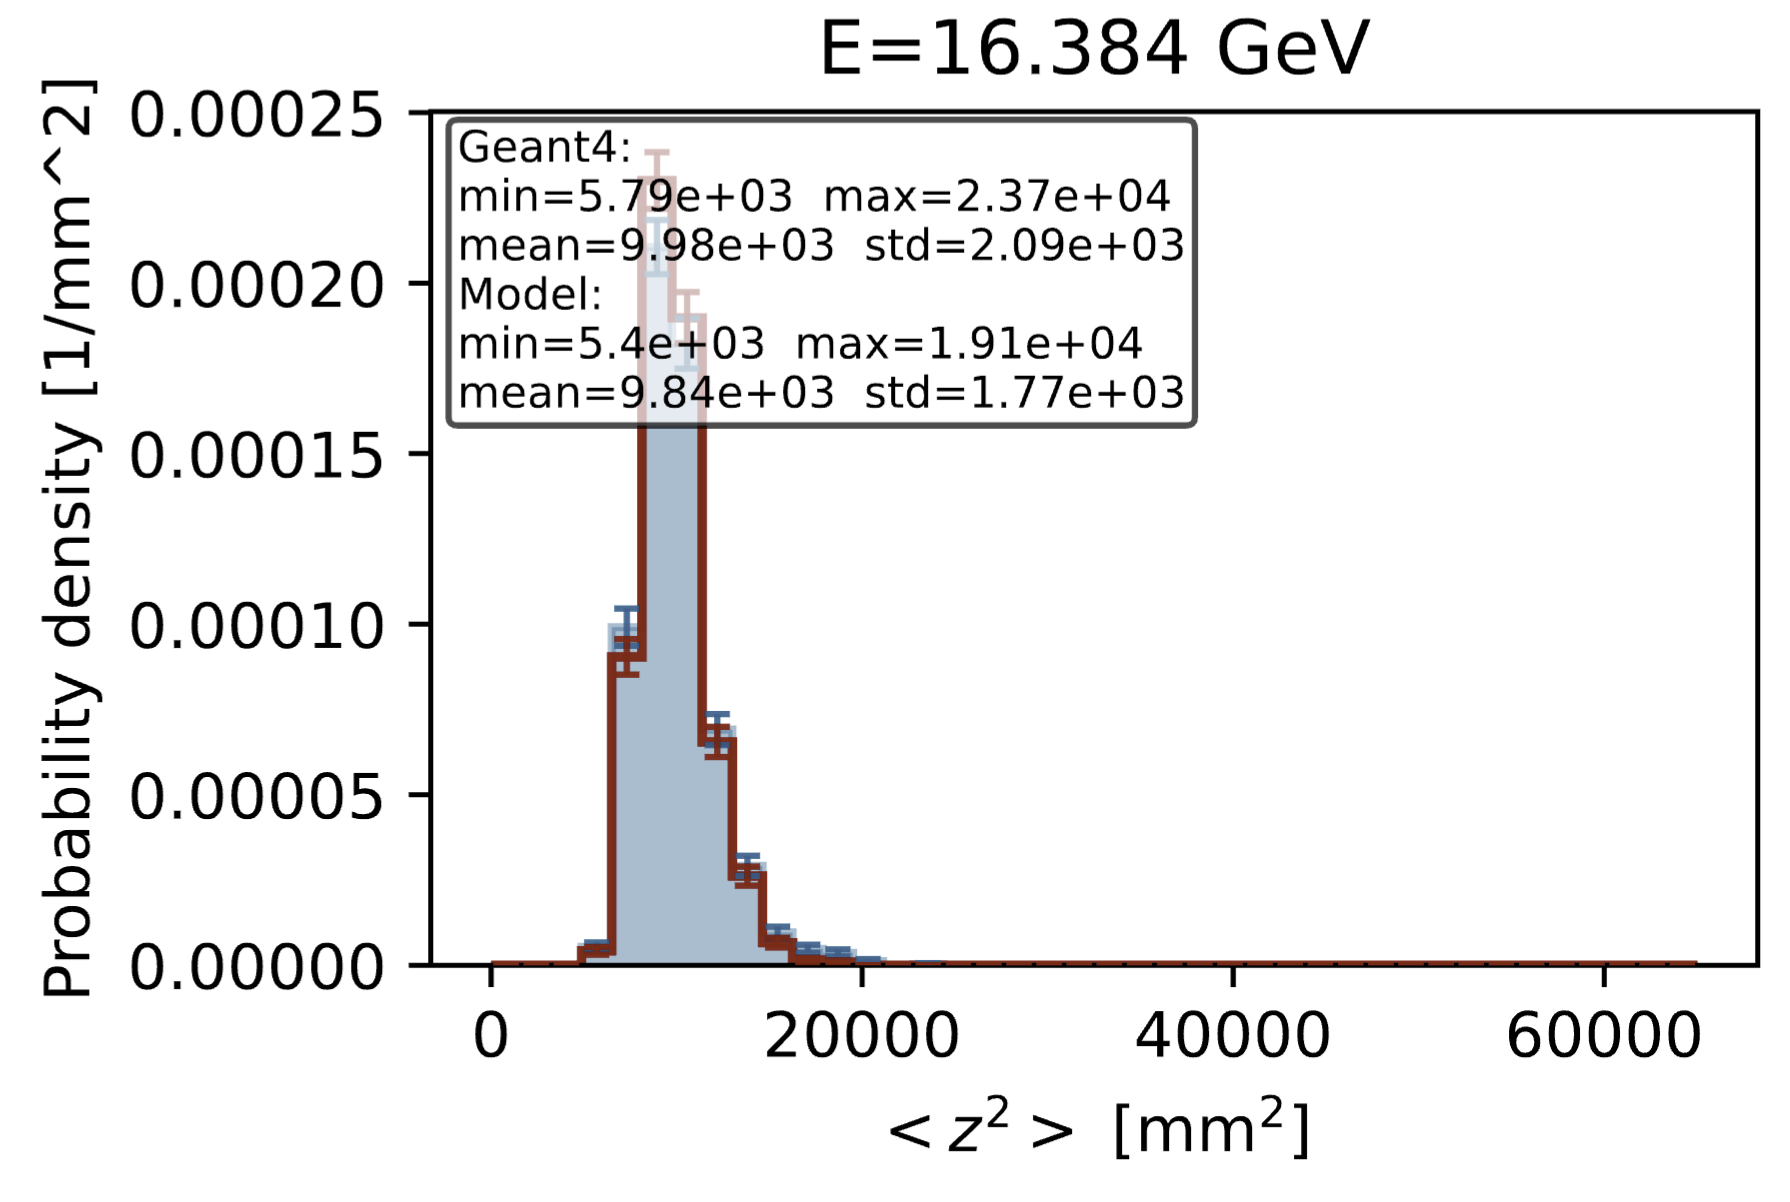 E=16.384 GeV
Probability density [1/mm^2]
0.00025
0.00020
0.00015
0.00010
0.00005
0.00000
Geant4:
min=5.79e+03 max=2.37e+04
mean=9.98e+03 std=2.09e+03
Model:
min=5.4e+03 max=1.91e+04
mean=9.84e+03 std=1.77e+03
0 20000 40000 60000
< z² > [mm²]